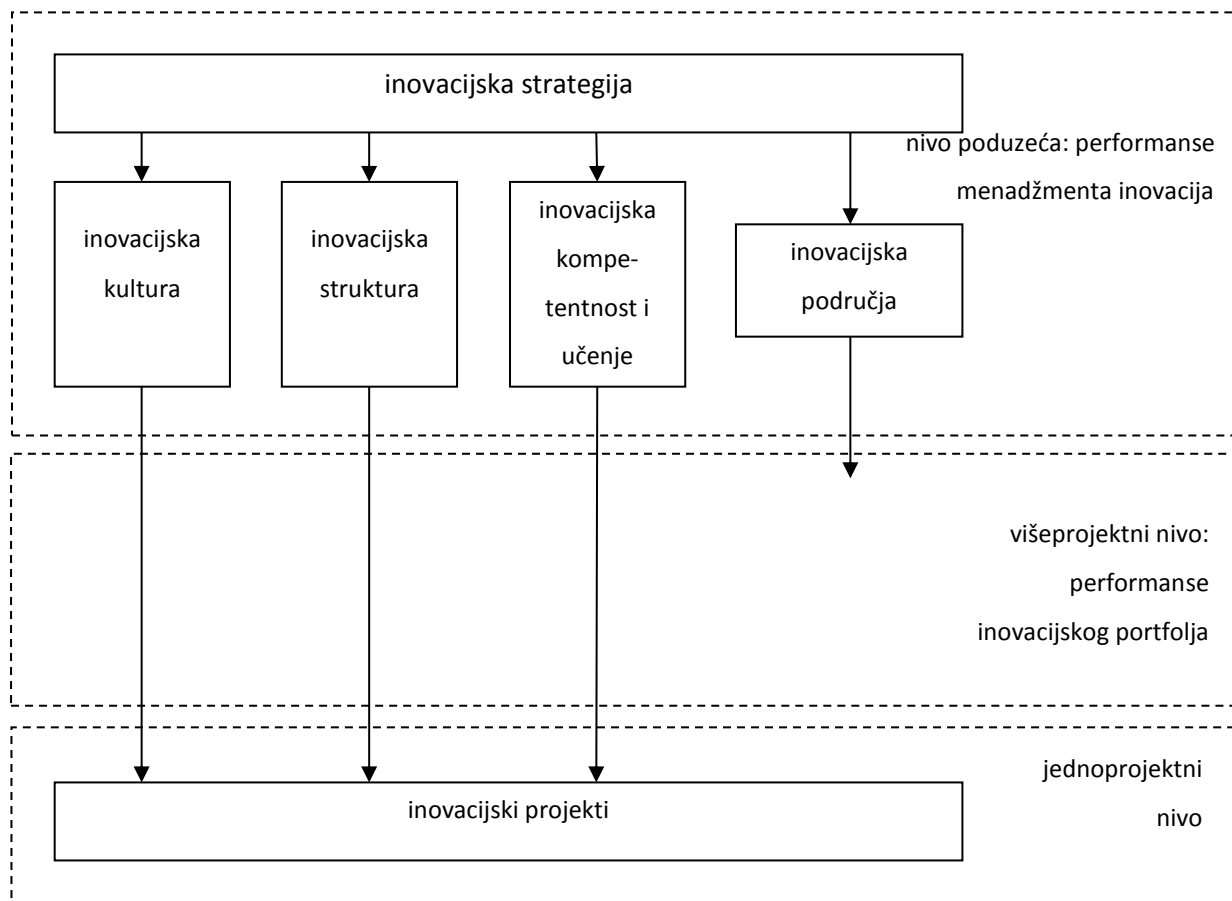 inovacijska strategija
nivo poduzeća: performanse
menadžmenta inovacija
inovacijska
kultura
inovacijska
struktura
inovacijska
kompe-
tentnost i
učenje
inovacijska
područja
višeprojektni nivo:
performanse
inovacijskog portfolja
jednoprojektni
nivo
inovacijski projekti